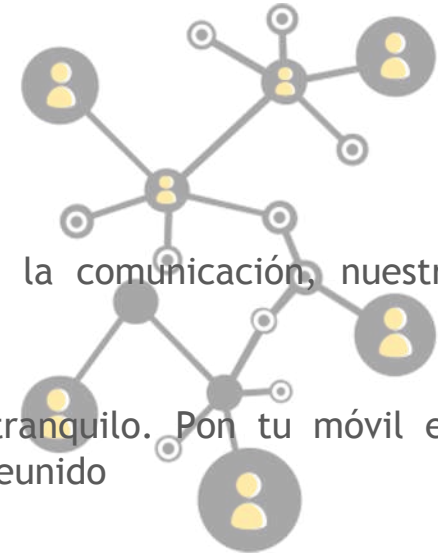 la comunicación, nuestr
tranquilo. Pon tu móvil e
eunido